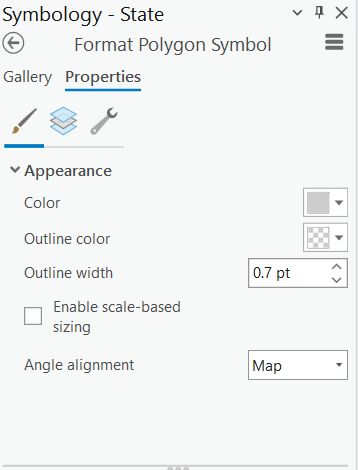 Symbology - State
Format Polygon Symbol
Gallery Properties
Appearance
Color
Outline color
Outline width 0.7 pt
Enable scale-based
sizing
Angle alignment Map